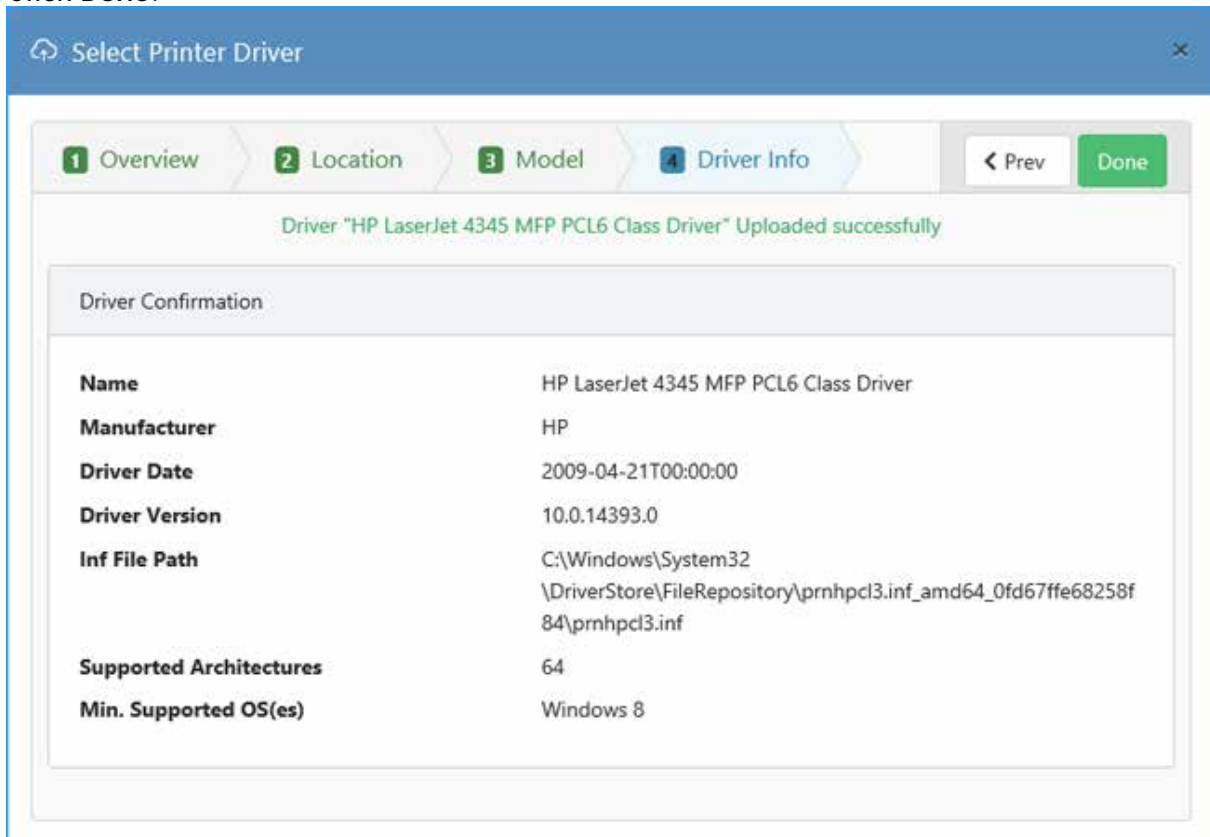 Select Printer Driver ×
1 Overview 2 Location 3 Model 4 Driver Info Prev Done
Driver "HP LaserJet 4345 MFP PCL6 Class Driver" Uploaded successfully
Driver Confirmation
Name HP LaserJet 4345 MFP PCL6 Class Driver
Manufacturer HP
Driver Date 2009-04-21T00:00:00
Driver Version 10.0.14393.0
Inf File Path C:\Windows\System32
\DriverStore\FileRepository\prnhpcl3.inf_amd64_0fd67ffe68258f
84\prnhpcl3.inf
Supported Architectures 64
Min. Supported OS(es) Windows 8